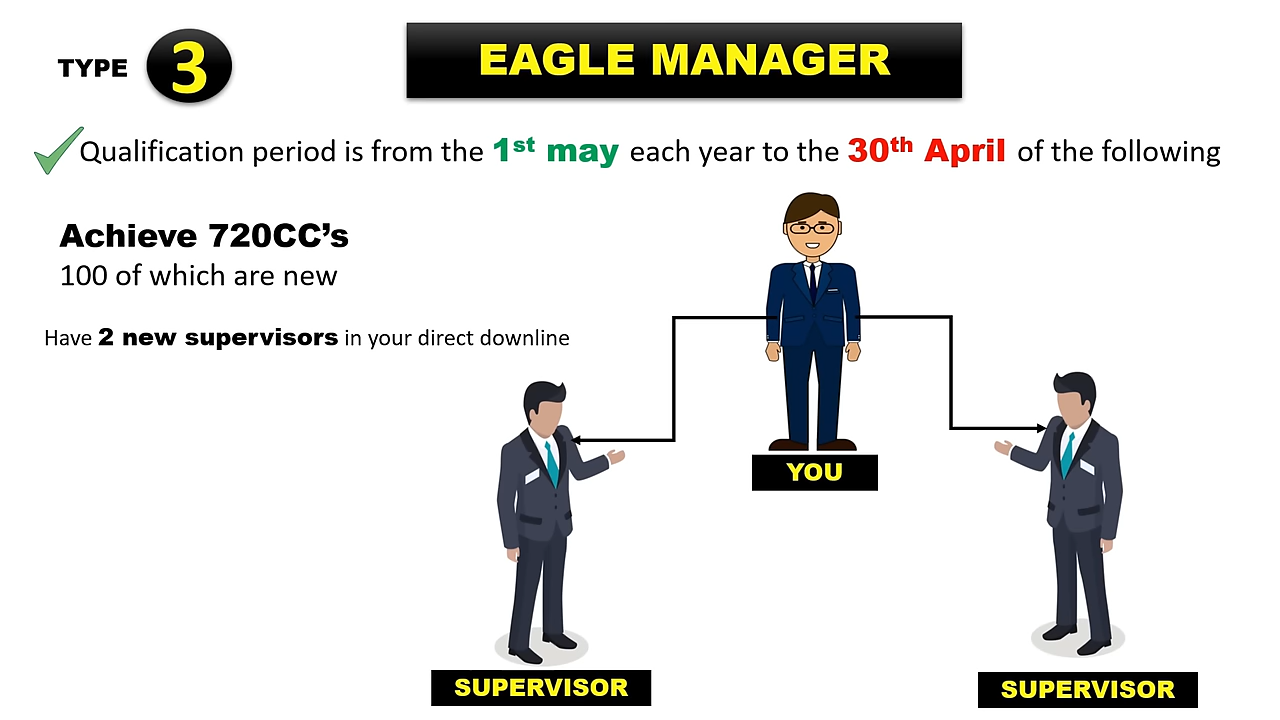 TYPE 3
EAGLE MANAGER
Qualification period is from the 1st may each year to the 30th April of the following
Achieve 720CC’s
100 of which are new
Have 2 new supervisors in your direct downline
YOU
SUPERVISOR
SUPERVISOR